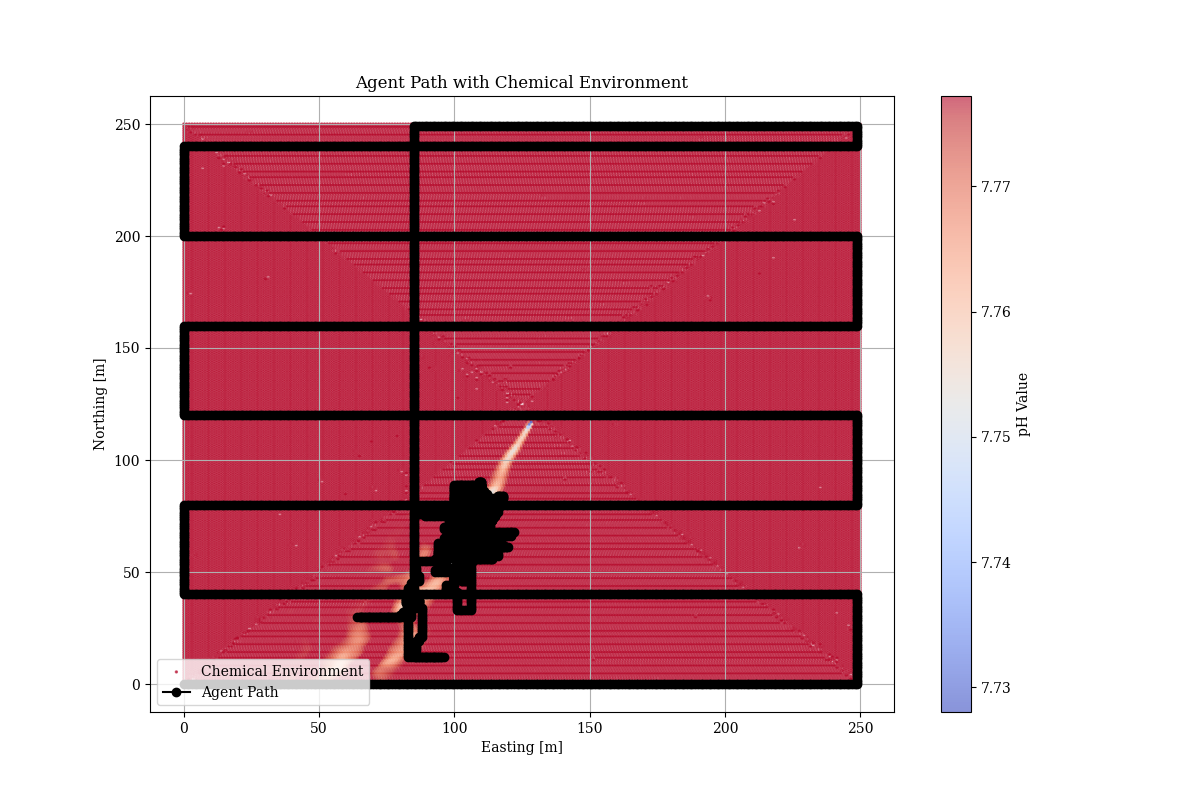 Agent Path with Chemical Environment
250
200
150
100
50
0
Northing [m]
0
50
100
150
200
250
Easting [m]
Chemical Environment
Agent Path
7.77
7.76
7.75
7.74
7.73
pH Value